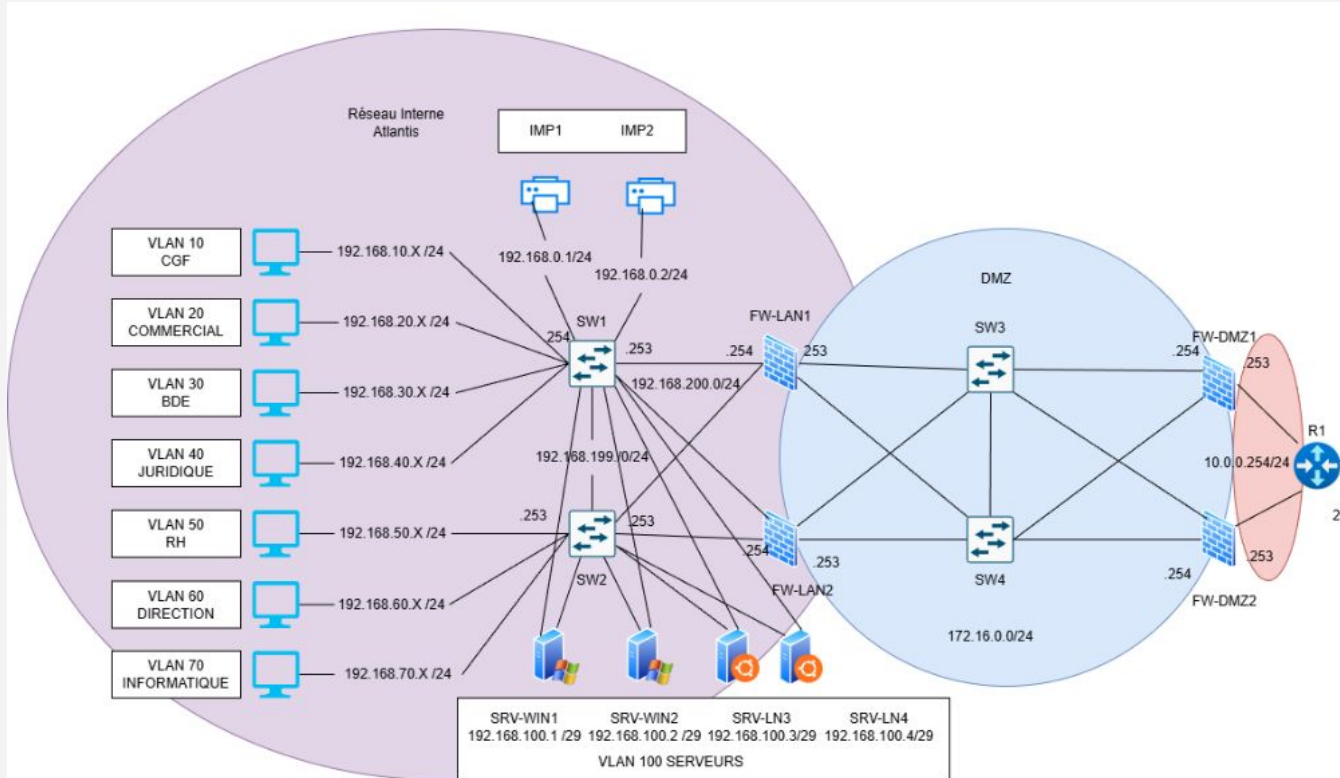 Réseau Interne
Atlantis
IMP1 IMP2
VLAN 10
CGF
192.168.10.X /24
192.168.0.1/24
192.168.0.2/24
VLAN 20
COMMERCIAL
192.168.20.X /24
VLAN 30
BDE
192.168.30.X /24
VLAN 40
JURIDIQUE
192.168.40.X /24
VLAN 50
RH
192.168.50.X /24
VLAN 60
DIRECTION
192.168.60.X /24
VLAN 70
INFORMATIQUE
192.168.70.X /24
SW1
.254
.253
192.168.200.0/24
192.168.199./0/24
.253
.253
SW2
FW-LAN1
.254
253
.254
.253
FW-LAN2
DMZ
SW3
SW4
172.16.0.0/24
FW-DMZ1
.254
.253
R1
10.0.0.254/24
2
.253
.254
FW-DMZ2
SRV-WIN1 SRV-WIN2 SRV-LN3 SRV-LN4
192.168.100.1 /29 192.168.100.2 /29 192.168.100.3/29 192.168.100.4/29
VLAN 100 SERVEURS